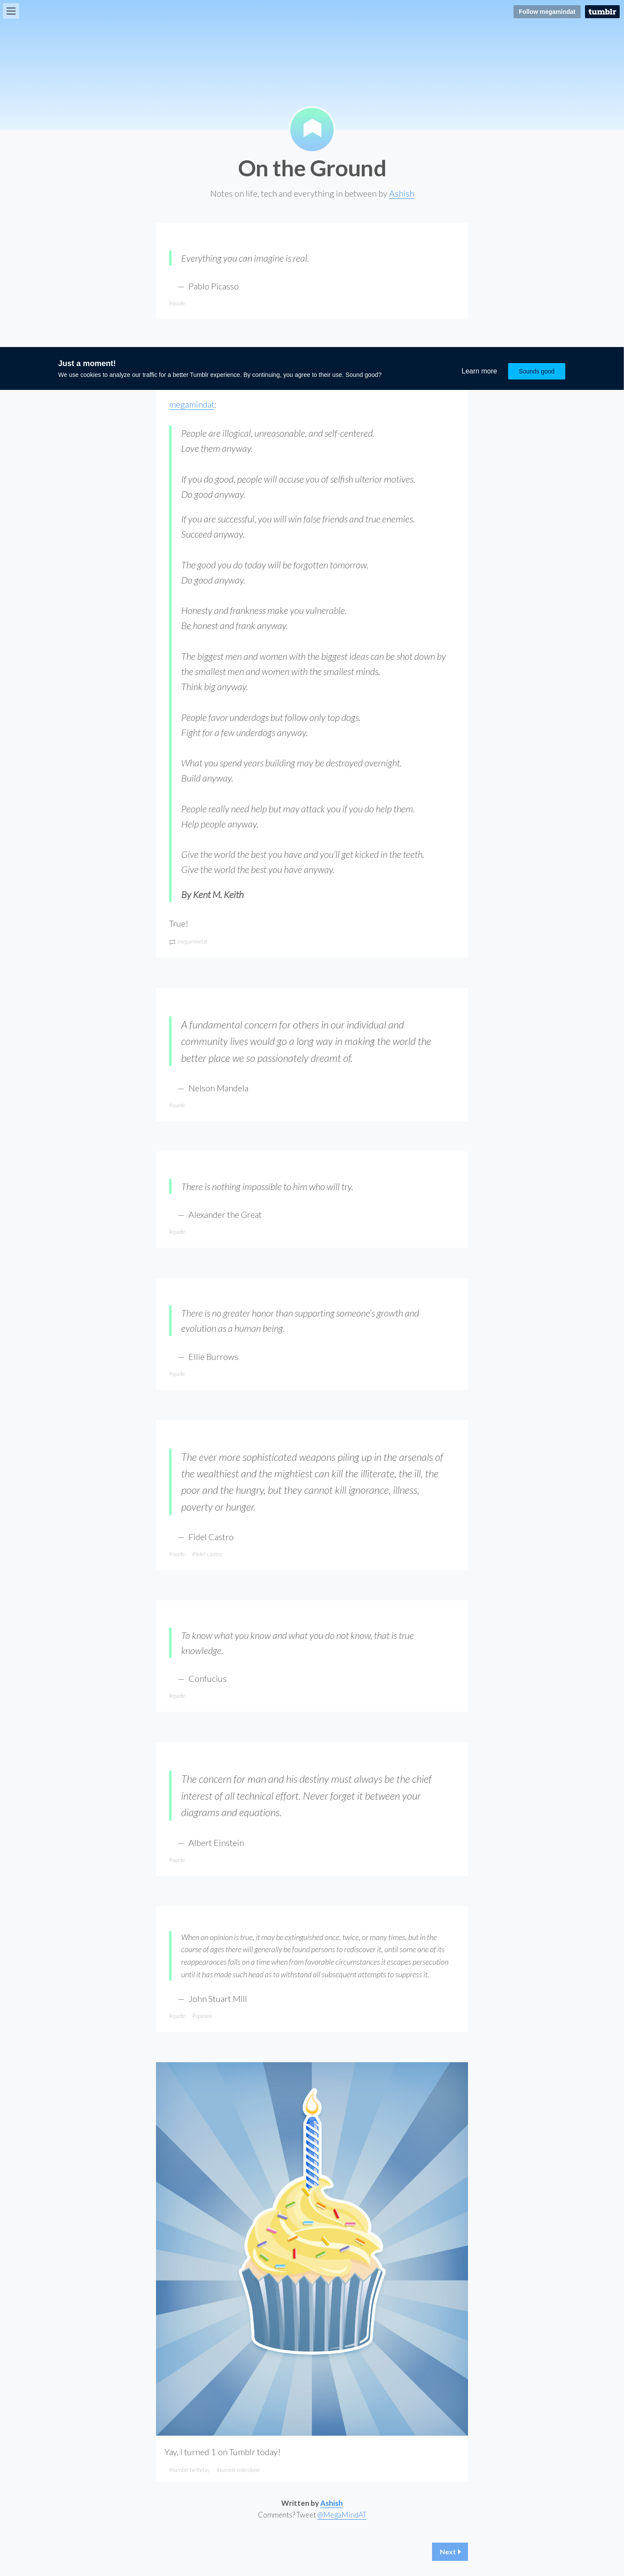 Follow megamindat
tumblr
On the Ground
Notes on life, tech and everything in between by Ashish
Everything you can imagine is real.
— Pablo Picasso
#quote
Just a moment!
We use cookies to analyze our traffic for a better Tumblr experience. By continuing, you agree to their use. Sound good?
Learn more
Sounds good
megamindat:
People are illogical, unreasonable, and self-centered.
Love them anyway.
If you do good, people will accuse you of selfish ulterior motives.
Do good anyway.
If you are successful, you will win false friends and true enemies.
Succeed anyway.
The good you do today will be forgotten tomorrow.
Do good anyway.
Honesty and frankness make you vulnerable.
Be honest and frank anyway.
The biggest men and women with the biggest ideas can be shot down by
the smallest men and women with the smallest minds.
Think big anyway.
People favor underdogs but follow only top dogs.
Fight for a few underdogs anyway.
What you spend years building may be destroyed overnight.
Build anyway.
People really need help but may attack you if you do help them.
Help people anyway.
Give the world the best you have and you'll get kicked in the teeth.
Give the world the best you have anyway.
By Kent M. Keith
True!
megamindat
A fundamental concern for others in our individual and
community lives would go a long way in making the world the
better place we so passionately dreamt of.
— Nelson Mandela
#quote
There is nothing impossible to him who will try.
— Alexander the Great
#quote
There is no greater honor than supporting someone's growth and
evolution as a human being.
— Ellie Burrows
#quote
The ever more sophisticated weapons piling up in the arsenals of
the wealthiest and the mightiest can kill the illiterate, the ill, the
poor and the hungry, but they cannot kill ignorance, illness,
poverty or hunger.
— Fidel Castro
#quote
To know what you know and what you do not know, that is true
knowledge.
— Confucius
#quote
The concern for man and his destiny must always be the chief
interest of all technical effort. Never forget it between your
diagrams and equations.
— Albert Einstein
#quote
When an opinion is true, it may be extinguished once, twice, or many times, but in the
course of ages there will generally be found persons to rediscover it, until some one of its
reappearances falls on a time when favorable circumstances it escapes persecution
until it has made such head as to withstand all subsequent attempts to suppress it.
— John Stuart Mill
#quote #opinion
Yay, I turned 1 on Tumblr today!
#tumblr birthday #tumblr milestone
Written by Ashish
Comments? Tweet @MegaMindAT
Next